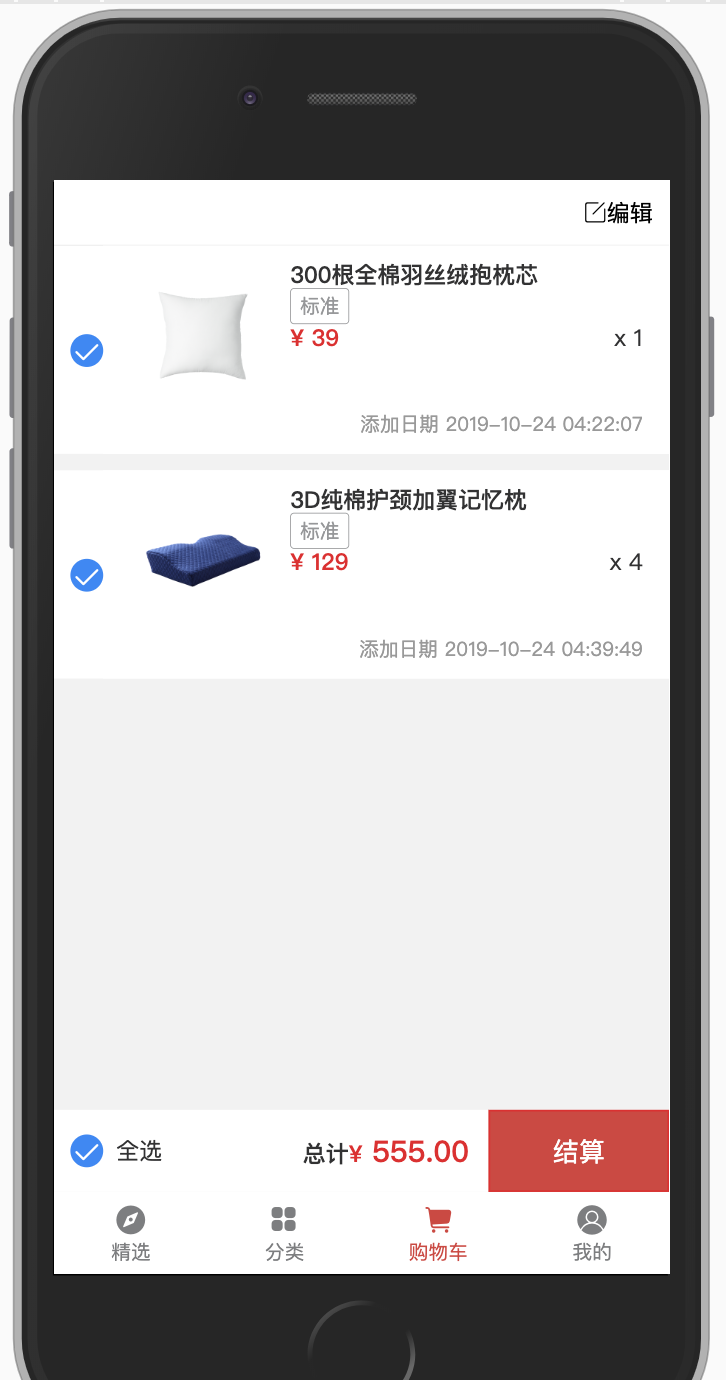 编辑
300根全棉羽丝绒抱枕芯
标准
¥ 39
x 1
添加日期 2019-10-24 04:22:07
3D纯棉护颈加翼记忆枕
标准
¥ 129
x 4
添加日期 2019-10-24 04:39:49
全选
总计¥ 555.00
结算
精选
分类
购物车
我的